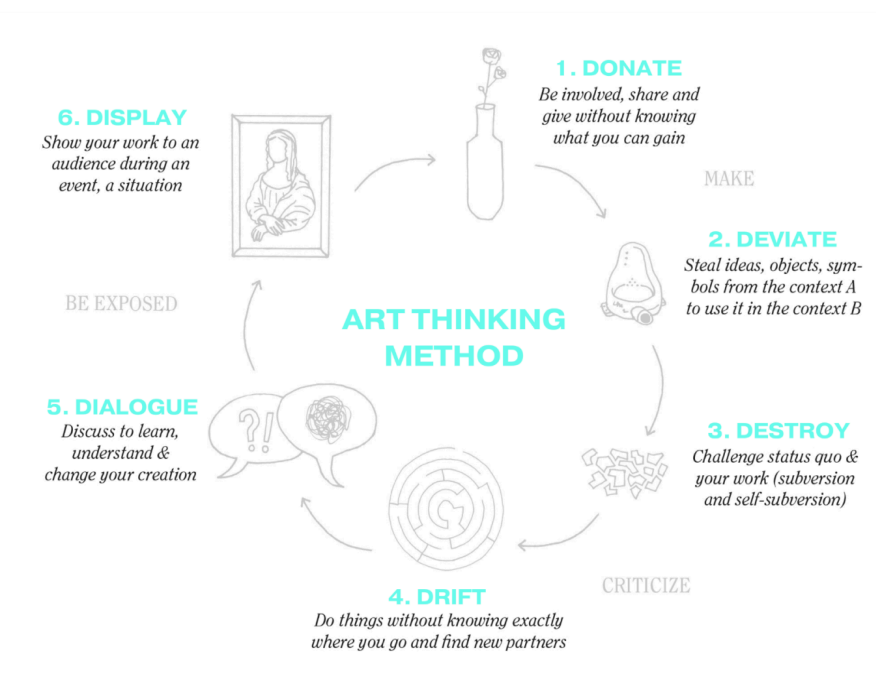 1. DONATE
Be involved, share and
give without knowing
what you can gain
MAKE
2. DEVIATE
Steal ideas, objects, sym-
bols from the context A
to use it in the context B
3. DESTROY
Challenge status quo &
your work (subversion
and self-subversion)
CRITICIZE
4. DRIFT
Do things without knowing exactly
where you go and find new partners
5. DIALOGUE
Discuss to learn,
understand &
change your creation
?!
BE EXPOSED
6. DISPLAY
Show your work to an
audience during an
event, a situation
ART THINKING
METHOD